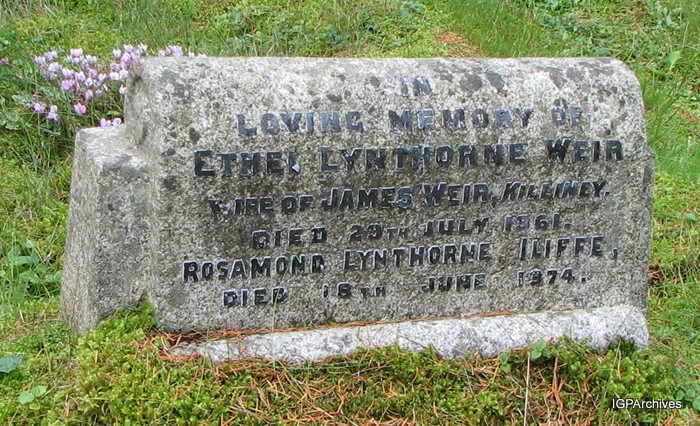 IN
LOVING MEMORY OF
ETHEL LYNTHORNE WEIR
WIFE OF JAMES WEIR, KILLINEY.
DIED 29TH JULY 1961.
ROSAMOND LYNTHORNE ILIFFE,
DIED 18TH JUNE 1974.
IGPArchives